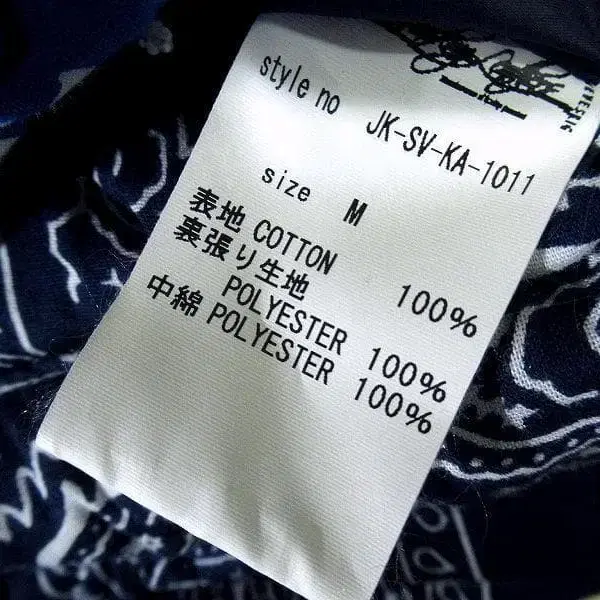 style no JK-SV-KA-1011
size M
表地 COTTON 100%
裏張り生地
POLYESTER 100%
中綿 POLYESTER 100%